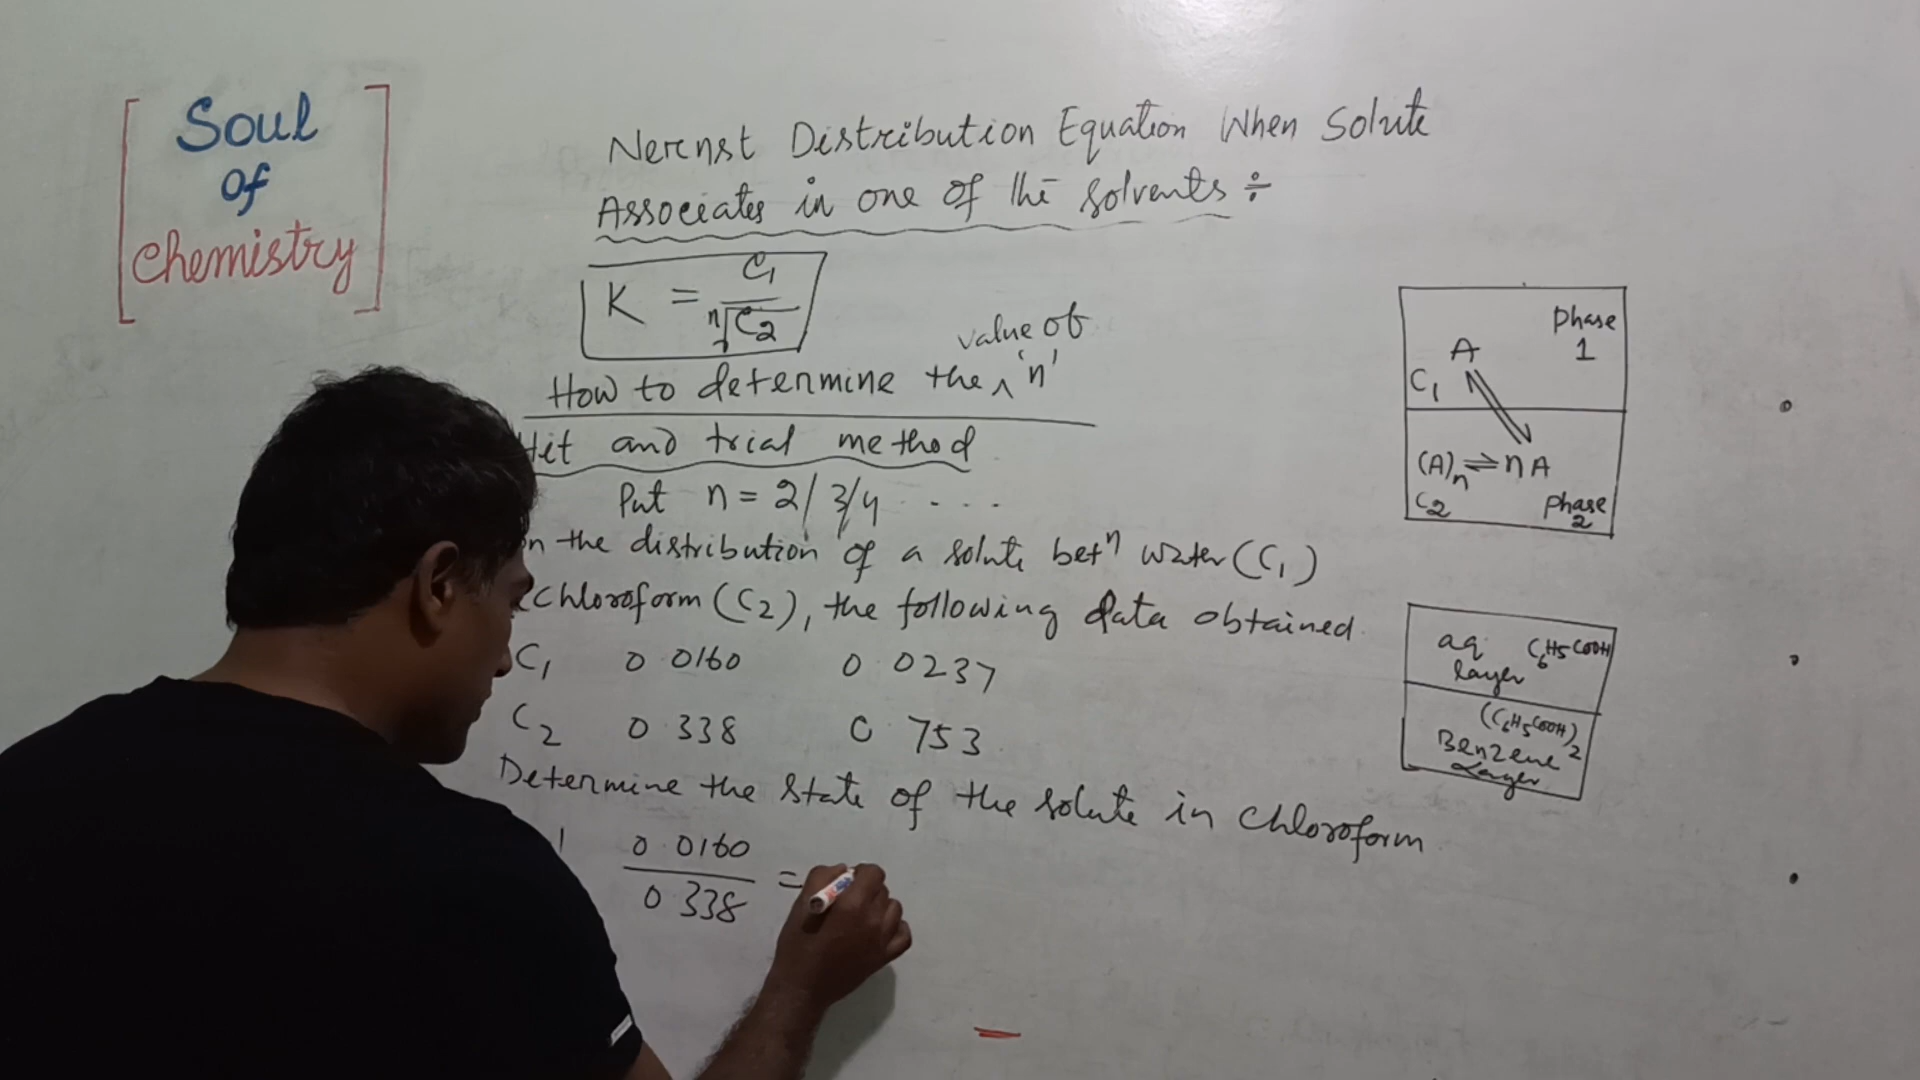 Soul
of
Chemistry
Nernst Distribution Equation When Solute
Associates in one of the solvents ÷
K = C₁ / ⁿ√C₂
value of
How to determine the ^ 'n'
Hit and trial method
Put n = 2/3/4 . . . .
on the distribution of a solute betⁿ water (C₁)
Chloroform (C₂), the following data obtained.
C₁ 0.0160 0.0237
C₂ 0.338 0.753
Determine the state of the solute in Chloroform.
0.0160
0.338 =
Phase
1
A
C₁
(A)n ⇌ nA
C₂ Phase
2
aq C₆H₅COOH
layer
(C₆H₅COOH)₂
Benzene
Layer